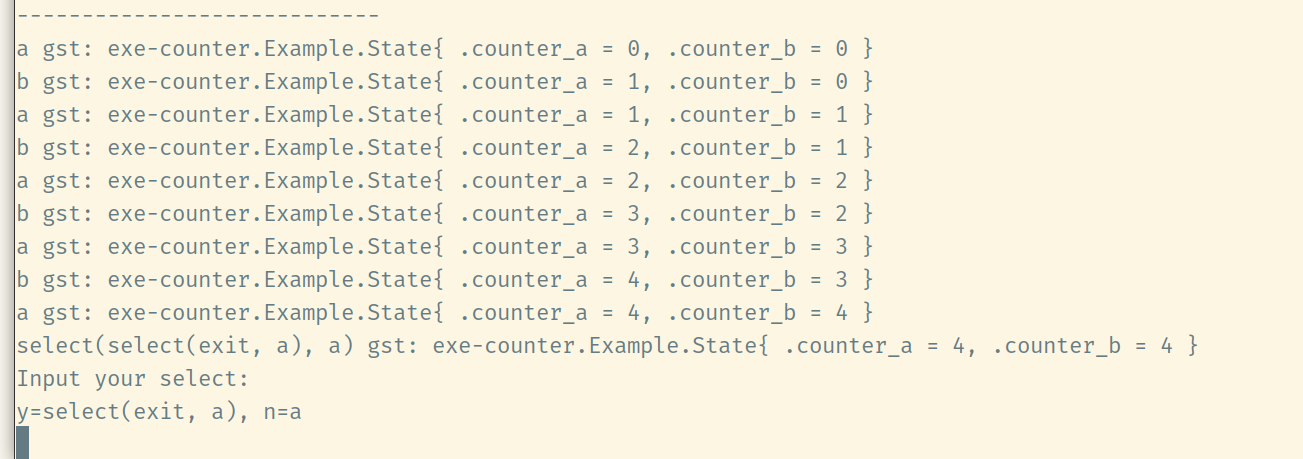 ----------------------------
a gst: exe-counter.Example.State{ .counter_a = 0, .counter_b = 0 }
b gst: exe-counter.Example.State{ .counter_a = 1, .counter_b = 0 }
a gst: exe-counter.Example.State{ .counter_a = 1, .counter_b = 1 }
b gst: exe-counter.Example.State{ .counter_a = 2, .counter_b = 1 }
a gst: exe-counter.Example.State{ .counter_a = 2, .counter_b = 2 }
b gst: exe-counter.Example.State{ .counter_a = 3, .counter_b = 2 }
a gst: exe-counter.Example.State{ .counter_a = 3, .counter_b = 3 }
b gst: exe-counter.Example.State{ .counter_a = 4, .counter_b = 3 }
a gst: exe-counter.Example.State{ .counter_a = 4, .counter_b = 4 }
select(select(exit, a), a) gst: exe-counter.Example.State{ .counter_a = 4, .counter_b = 4 }
Input your select:
y=select(exit, a), n=a